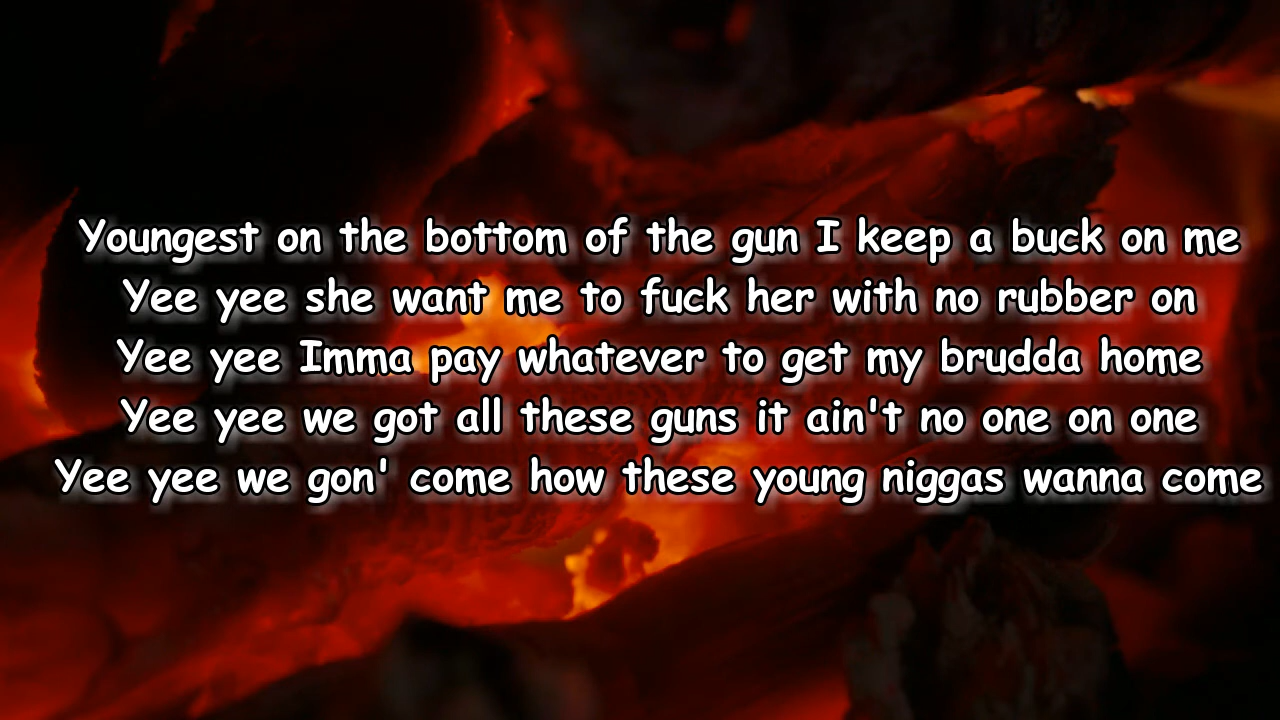 Youngest on the bottom of the gun I keep a buck on me
Yee yee she want me to fuck her with no rubber on
Yee yee Imma pay whatever to get my brudda home
Yee yee we got all these guns it ain't no one on one
Yee yee we gon' come how these young niggas wanna come